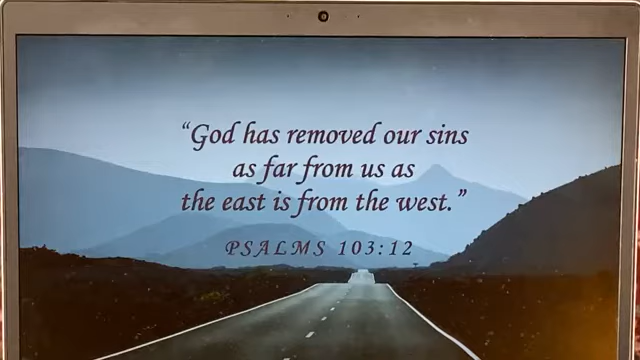 “God has removed our sins
as far from us as
the east is from the west.”
PSALMS 103:12